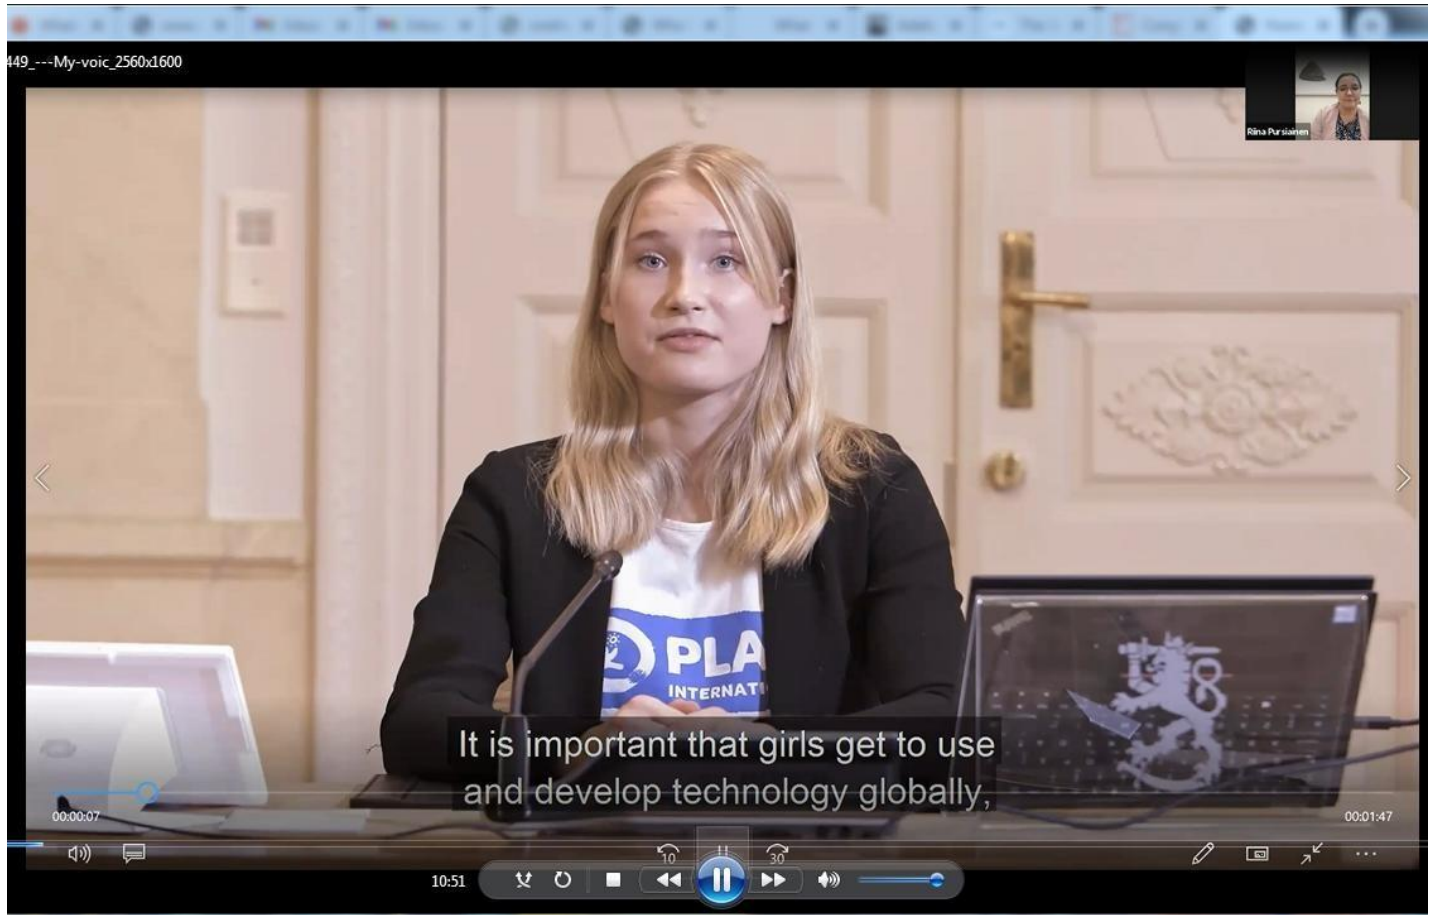 449_---My-voic_2560x1600
Riina Pursiainen
PLA
INTERNATI
It is important that girls get to use
and develop technology globally,
00:00:07
00:01:47
10
30
10:51